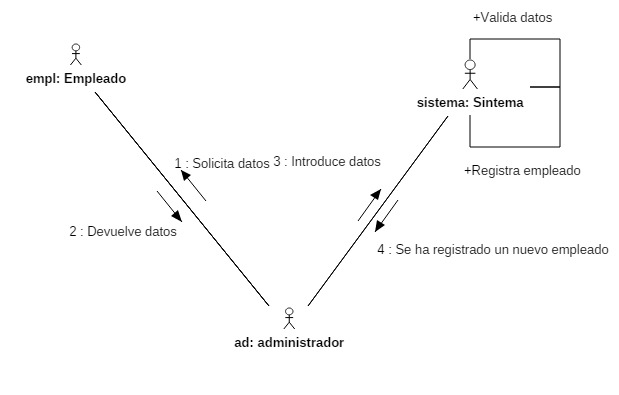 +Valida datos
empl: Empleado
sistema: Sintema
1 : Solicita datos
3 : Introduce datos
+Registra empleado
2 : Devuelve datos
4 : Se ha registrado un nuevo empleado
ad: administrador